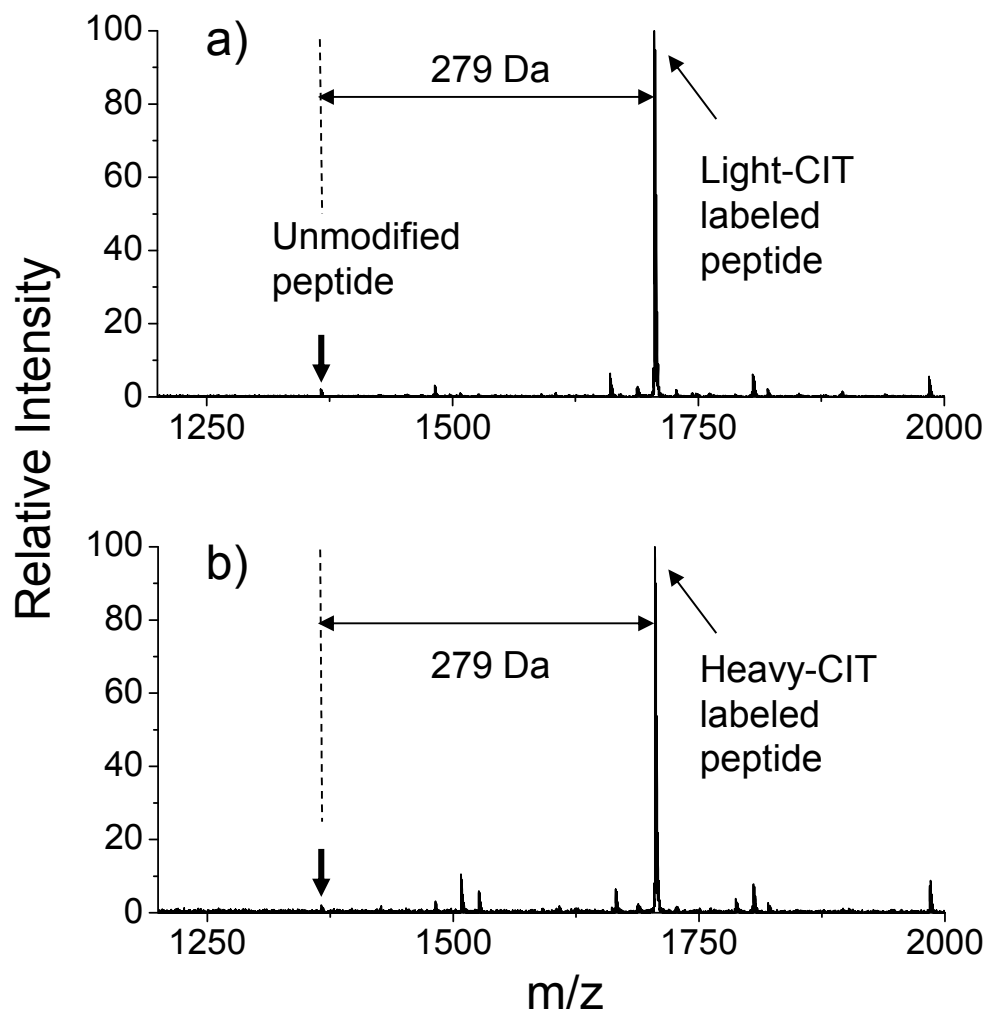 Relative Intensity
a)
100
80
60
40
20
0
279 Da
Unmodified
peptide
Light-CIT
labeled
peptide
1250
1500
1750
2000
b)
100
80
60
40
20
0
279 Da
Heavy-CIT
labeled
peptide
1250
1500
1750
2000
m/z